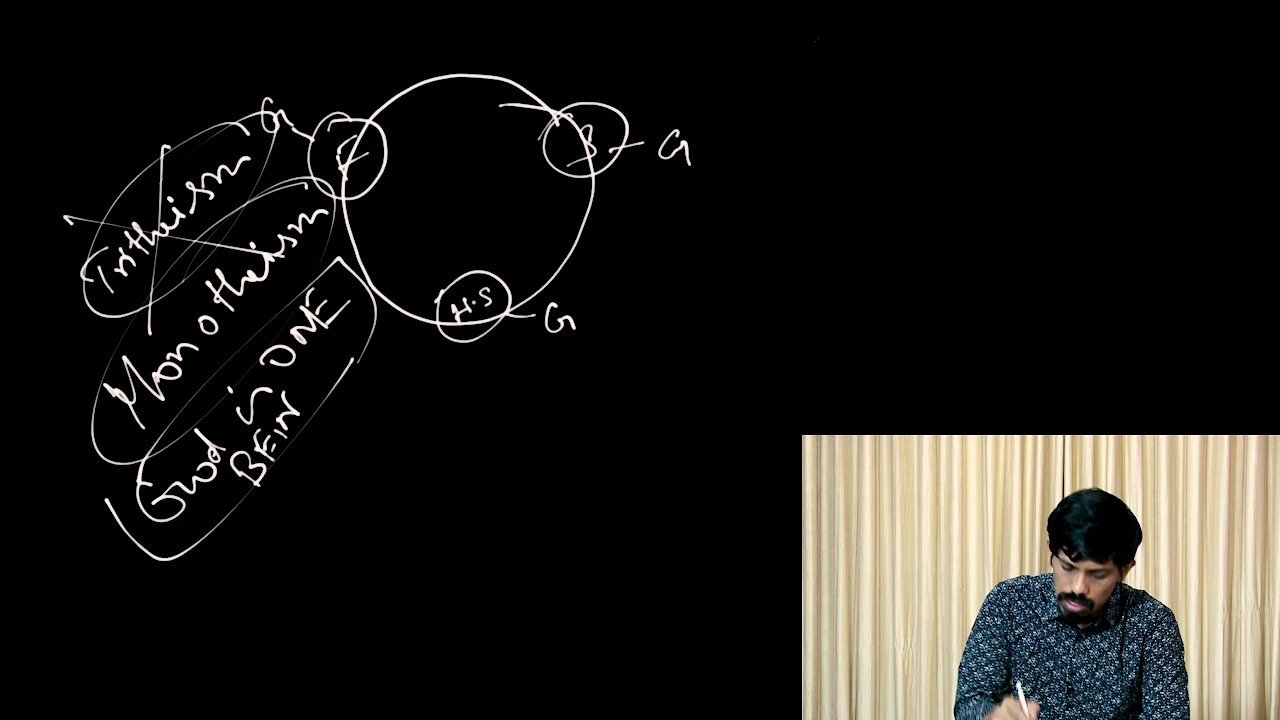 G
F
S
G
Tritheism
Monotheism
God is ONE
BEIN
H.S
G